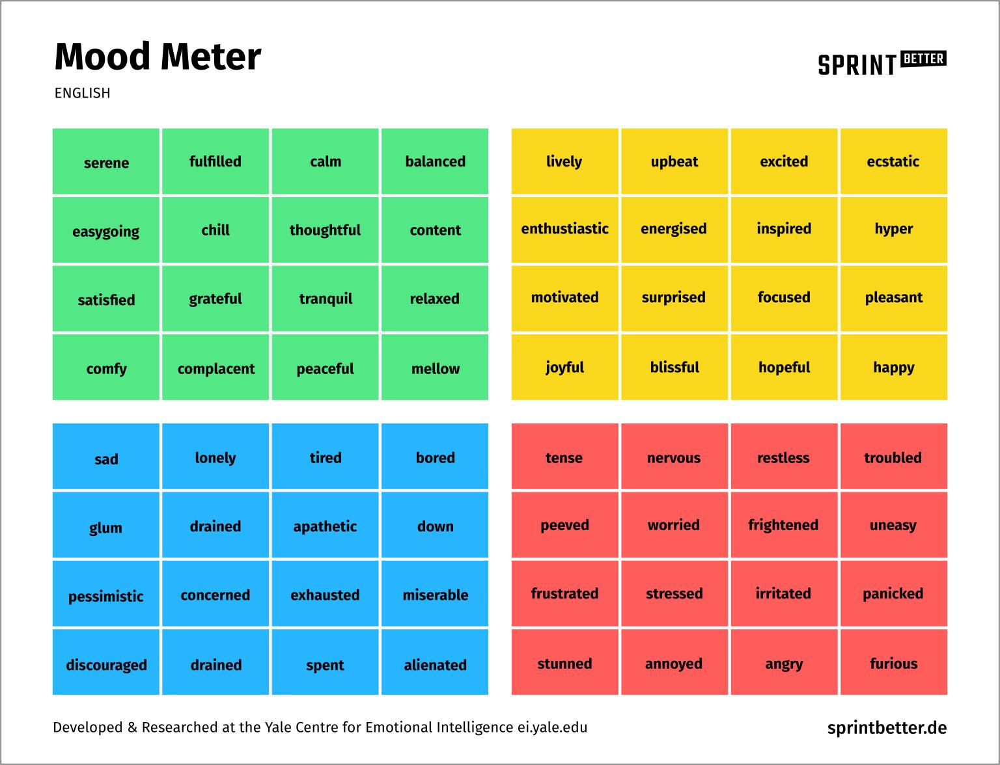 Mood Meter
SPRINT BETTER
ENGLISH
serene fulfilled calm balanced
easygoing chill thoughtful content
satisfied grateful tranquil relaxed
comfy complacent peaceful mellow
lively upbeat excited ecstatic
enthustiastic energised inspired hyper
motivated surprised focused pleasant
joyful blissful hopeful happy
sad lonely tired bored
glum drained apathetic down
pessimistic concerned exhausted miserable
discouraged drained spent alienated
tense nervous restless troubled
peeved worried frightened uneasy
frustrated stressed irritated panicked
stunned annoyed angry furious
Developed & Researched at the Yale Centre for Emotional Intelligence ei.yale.edu
sprintbetter.de